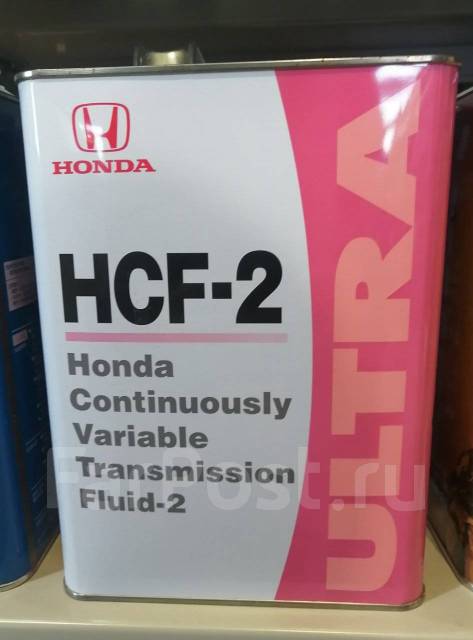 HONDA
HCF-2
Honda
Continuously
Variable
Transmission
Fluid-2
ULTRA
FarPost.ru